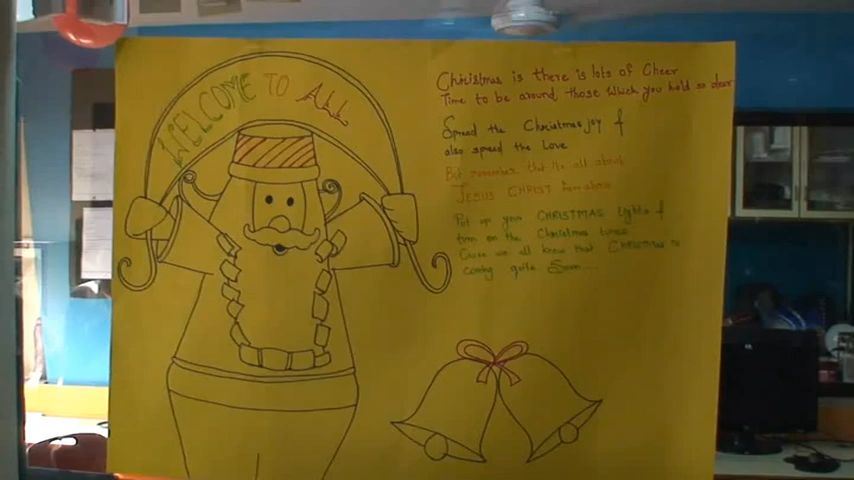 WELCOME TO All
Christmas is there is lots of Cheer
Time to be around those which you hold so dear
Spread the Christmas joy &
also spread the Love
But remember that its all about
JESUS CHRIST from above
Put up your CHRISTMAS lights &
turn on the Christmas tunes
Cause we all know that CHRISTMAS is
coming quite Soon...